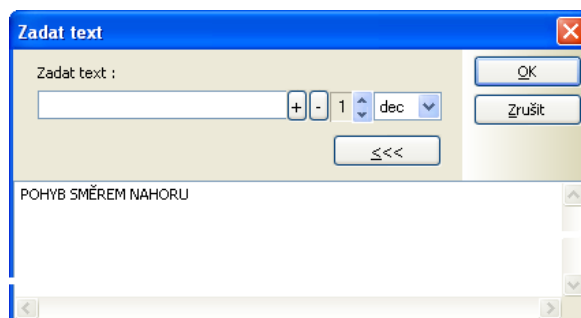 Zadat text
Zadat text :
+ - 1 dec
OK
Zrušit
<<<
POHYB SMĚREM NAHORU